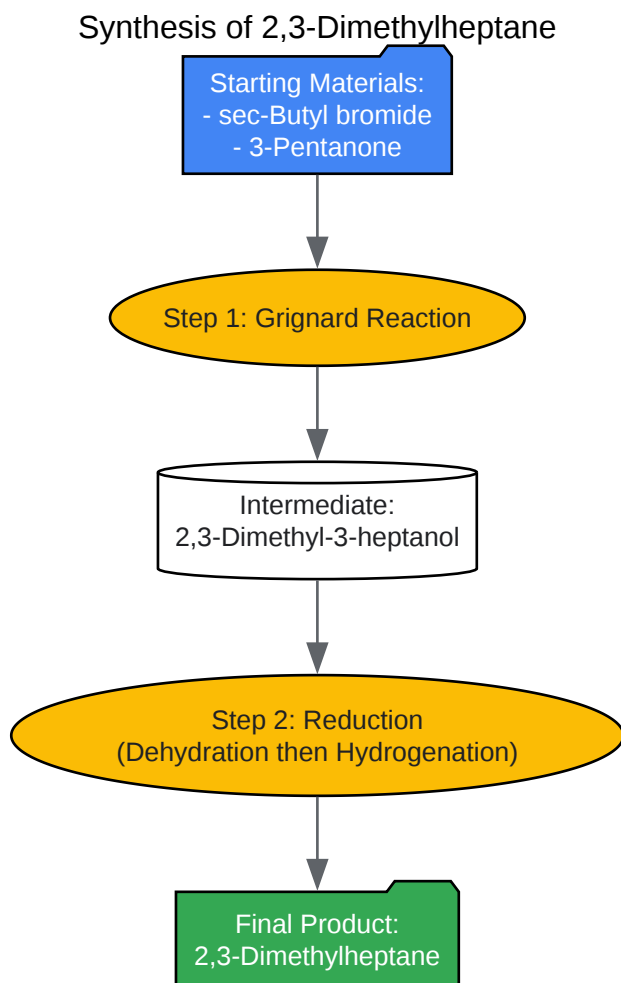 Synthesis of 2,3-Dimethylheptane
Starting Materials:
- sec-Butyl bromide
- 3-Pentanone
Step 1: Grignard Reaction
Intermediate:
2,3-Dimethyl-3-heptanol
Step 2: Reduction
(Dehydration then Hydrogenation)
Final Product:
2,3-Dimethylheptane